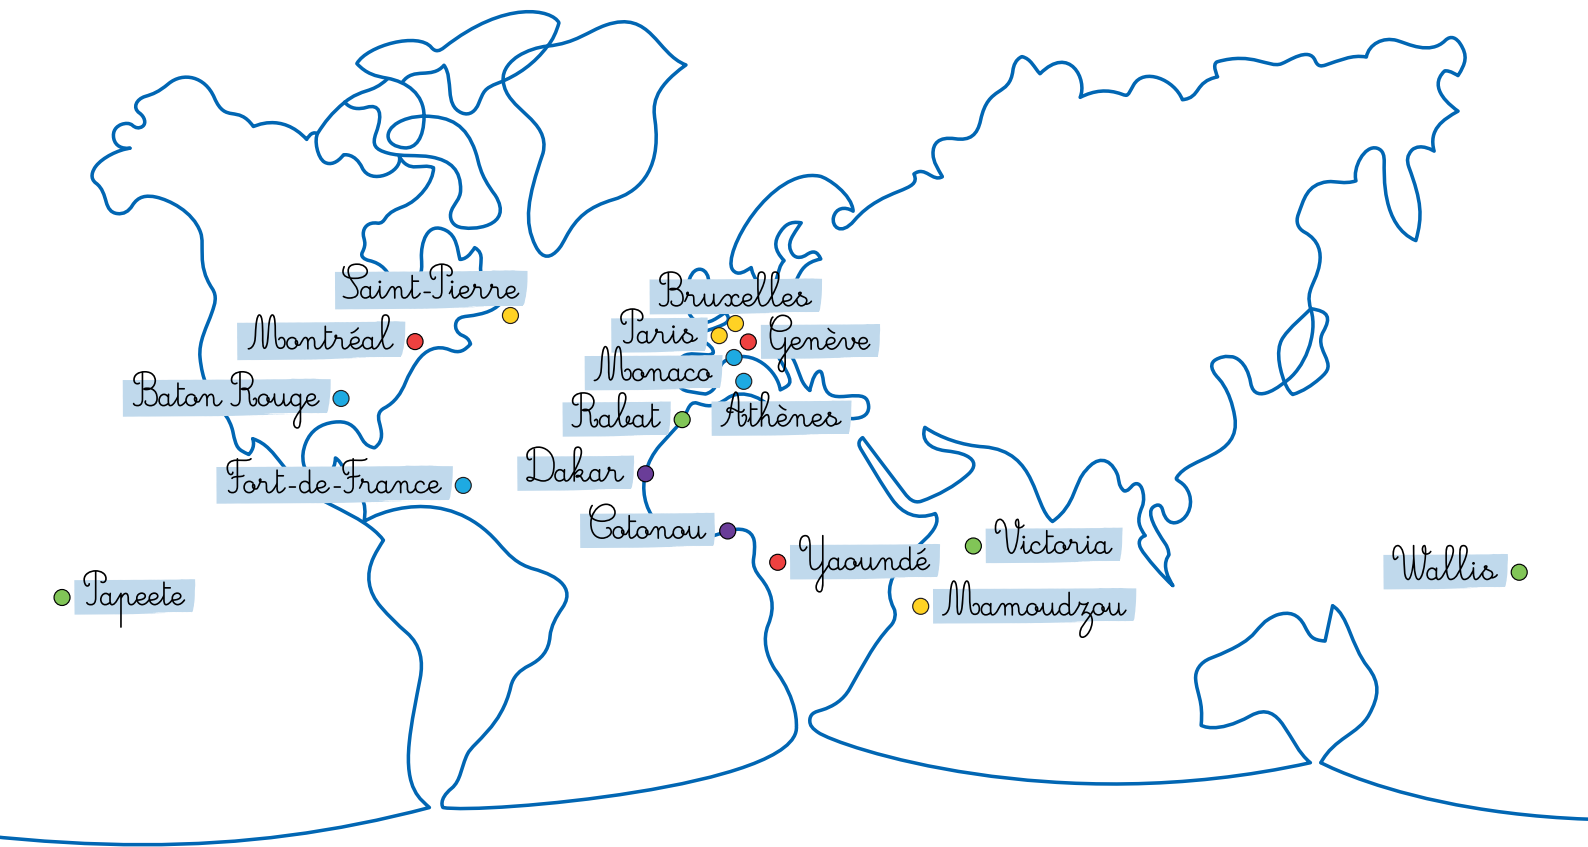 Saint-Pierre
Bruxelles
Montréal
Paris
Genève
Monaco
Baton Rouge
Rabat
Athènes
Fort-de-France
Dakar
Cotonou
Victoria
Yaoundé
Wallis
Papeete
Mamoudzou